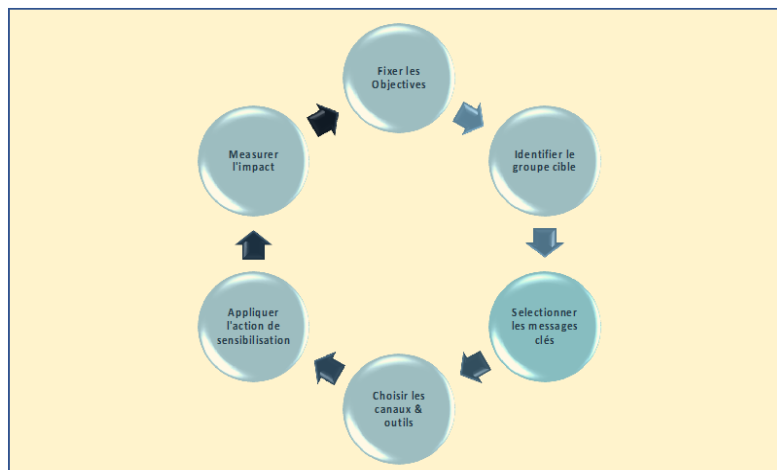 Fixer les
Objectives
Identifier le
groupe cible
Selectionner
les messages
clés
Choisir les
canaux &
outils
Appliquer
l'action de
sensibilisation
Measurer
l'impact